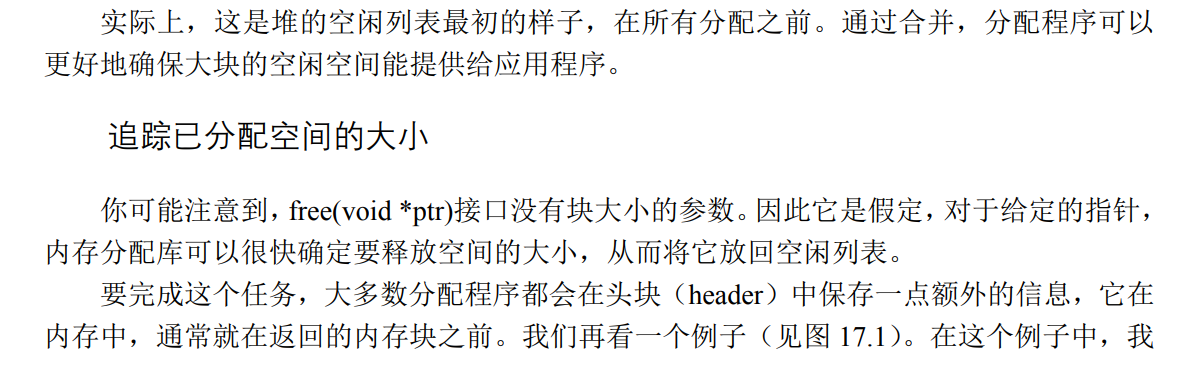 实际上，这是堆的空闲列表最初的样子，在所有分配之前。通过合并，分配程序可以
更好地确保大块的空闲空间能提供给应用程序。
追踪已分配空间的大小
你可能注意到，free(void *ptr)接口没有块大小的参数。因此它是假定，对于给定的指针，
内存分配库可以很快确定要释放空间的大小，从而将它放回空闲列表。
要完成这个任务，大多数分配程序都会在头块（header）中保存一点额外的信息，它在
内存中，通常就在返回的内存块之前。我们再看一个例子（见图 17.1）。在这个例子中，我